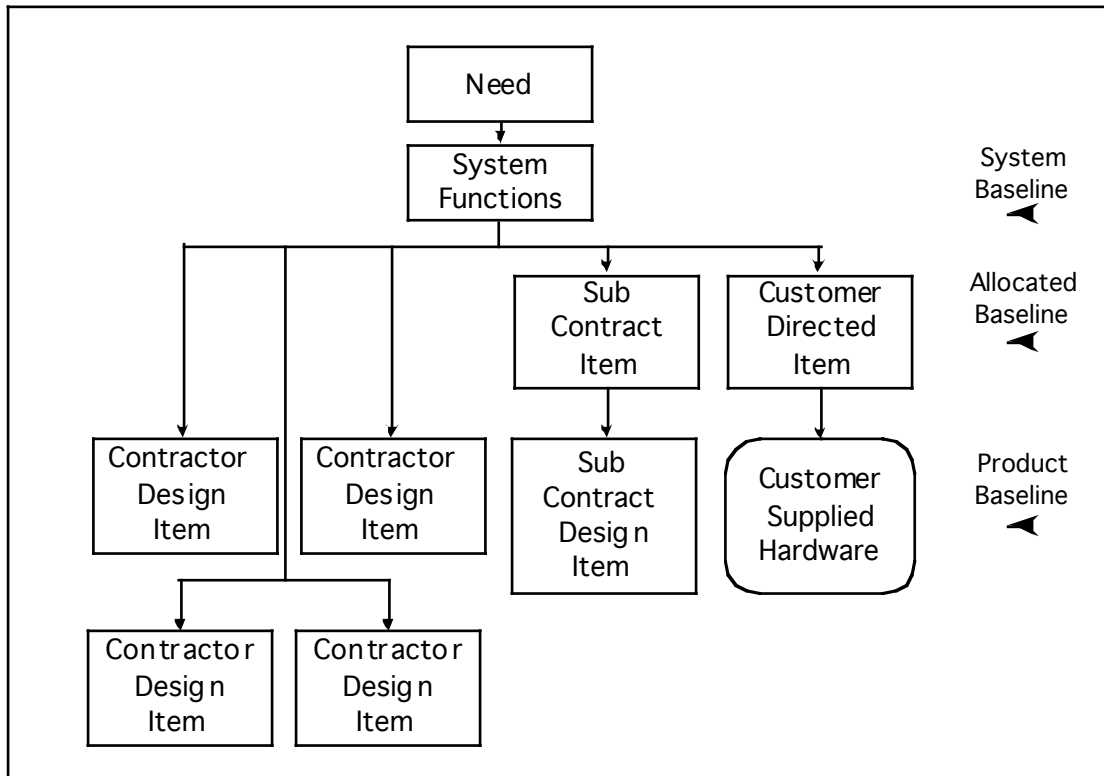 Need
System
Functions
System
Baseline
Sub
Contract
Item
Customer
Directed
Item
Allocated
Baseline
Contractor
Design
Item
Contractor
Design
Item
Sub
Contract
Design
Item
Customer
Supplied
Hardware
Product
Baseline
Contractor
Design
Item
Contractor
Design
Item